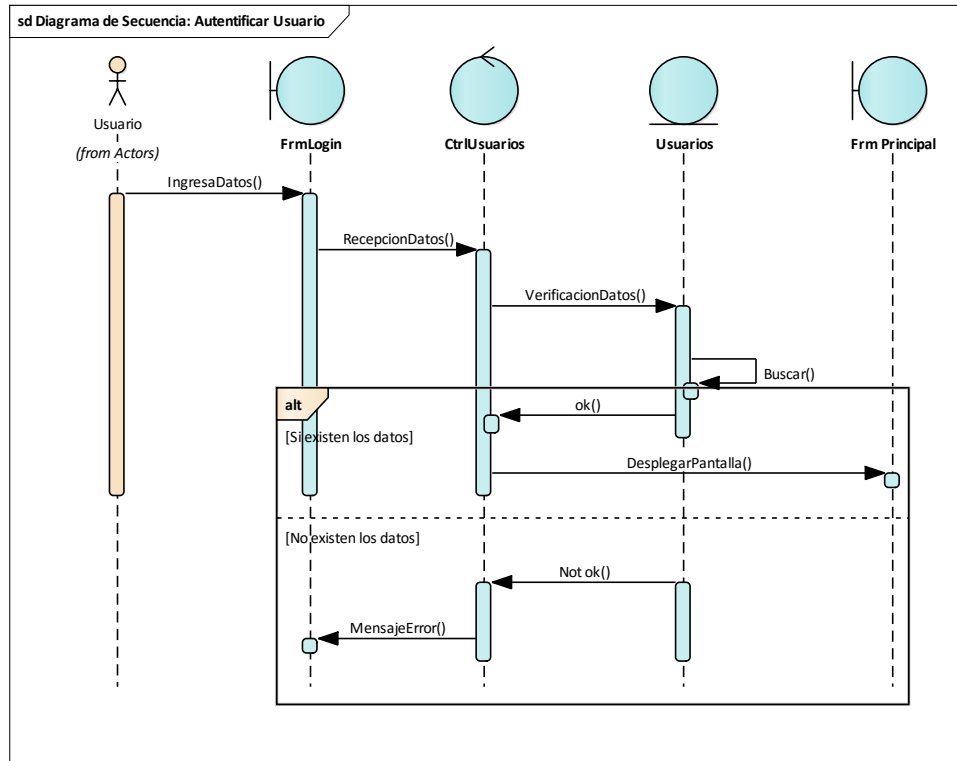 sd Diagrama de Secuencia: Autentificar Usuario
Usuario
(from Actors)
FrmLogin
CtrlUsuarios
Usuarios
Frm Principal
IngresaDatos()
RecepcionDatos()
VerificacionDatos()
Buscar()
alt
ok()
[Si existen los datos]
DesplegarPantalla()
[No existen los datos]
Not ok()
MensajeError()